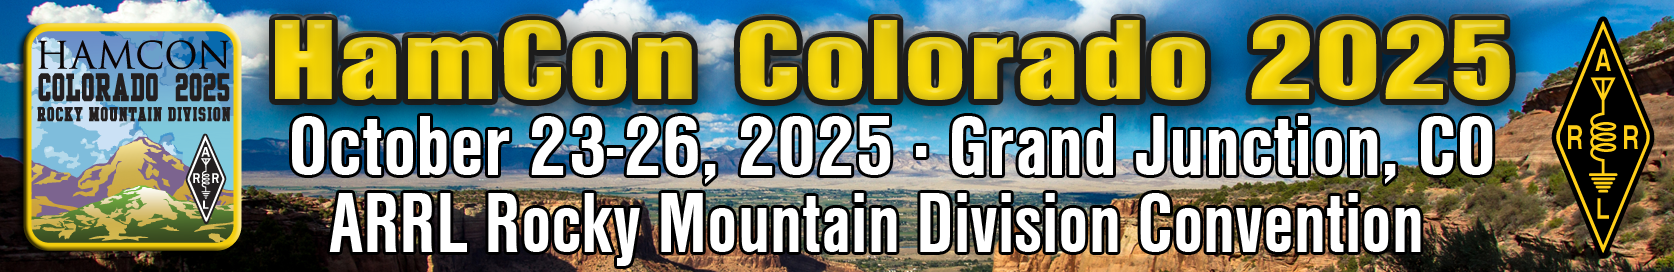 HAMCON
COLORADO 2025
ROCKY MOUNTAIN DIVISION
A
R R
L
HamCon Colorado 2025
October 23-26, 2025 · Grand Junction, CO
ARRL Rocky Mountain Division Convention
A
R R
L